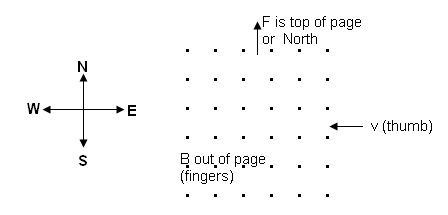 F is top of page
or North
N
W
E
S
v (thumb)
B out of page
(fingers)